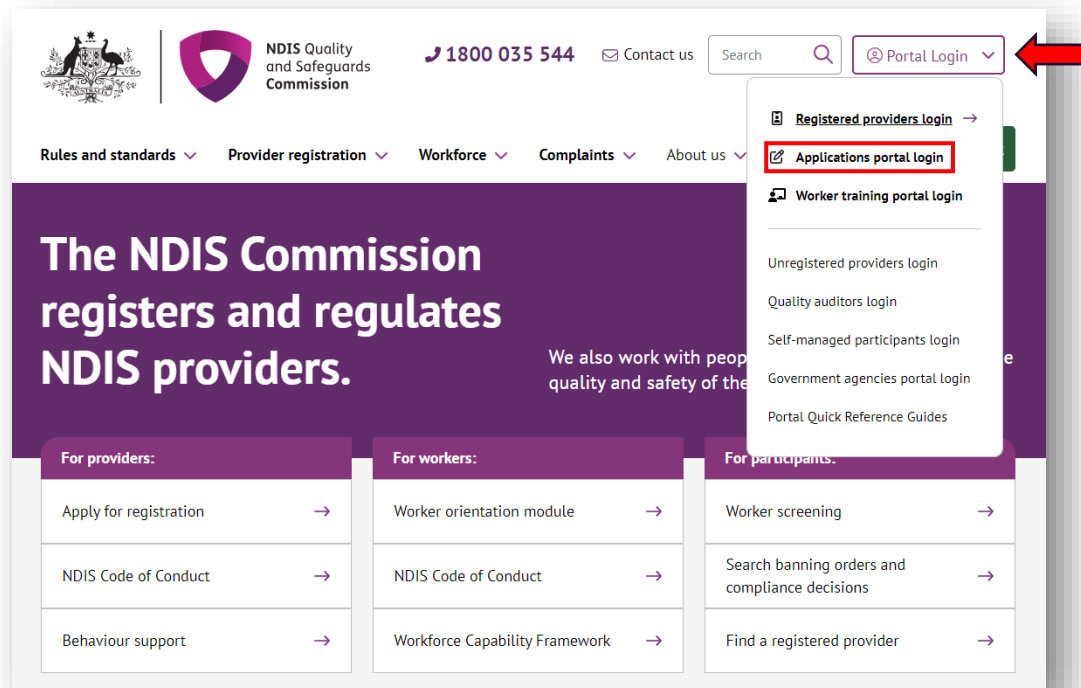 NDIS Quality
and Safeguards
Commission
1800 035 544
Contact us
Search
Portal Login
Registered providers login
Applications portal login
Worker training portal login
Unregistered providers login
Quality auditors login
Self-managed participants login
Government agencies portal login
Portal Quick Reference Guides
Rules and standards
Provider registration
Workforce
Complaints
About us
The NDIS Commission
registers and regulates
NDIS providers.
We also work with peop
e
quality and safety of the
For providers:
Apply for registration
NDIS Code of Conduct
Behaviour support
For workers:
Worker orientation module
NDIS Code of Conduct
Workforce Capability Framework
For participants:
Worker screening
Search banning orders and
compliance decisions
Find a registered provider